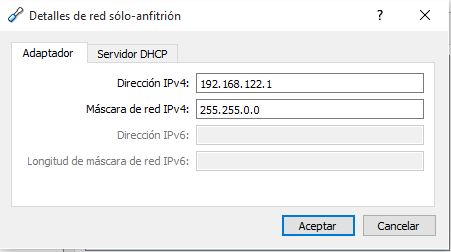 Detalles de red sólo-anfitrión
Adaptador Servidor DHCP
Dirección IPv4: 192.168.122.1
Máscara de red IPv4: 255.255.0.0
Dirección IPv6:
Longitud de máscara de red IPv6:
Aceptar Cancelar